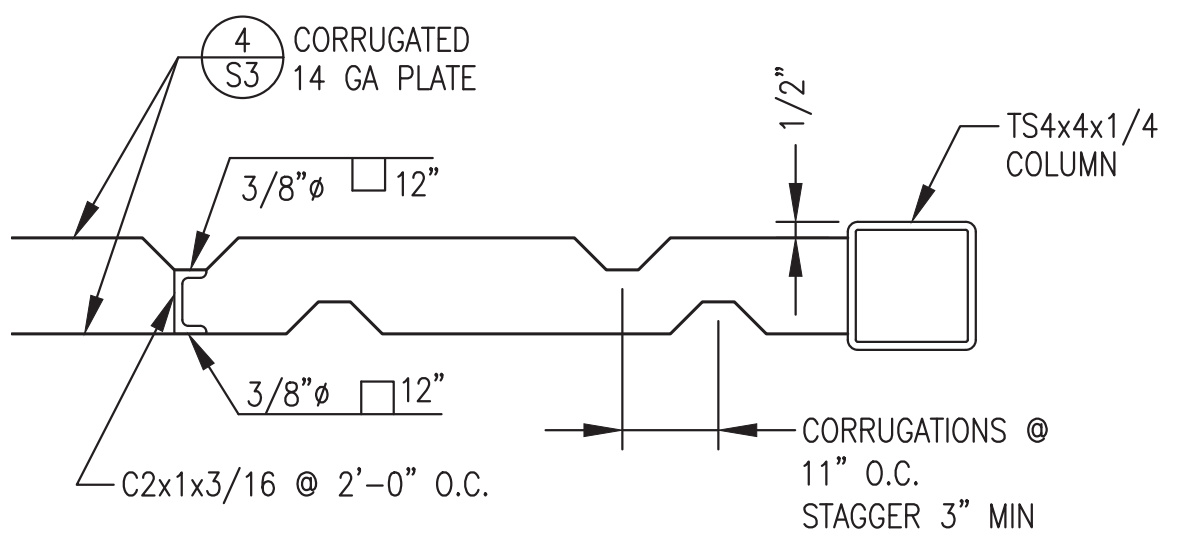 4
S3
CORRUGATED
14 GA PLATE
1/2”
TS4x4x1/4
COLUMN
3/8”ø 12”
3/8”ø 12”
C2x1x3/16 @ 2’-0” O.C.
CORRUGATIONS @
11” O.C.
STAGGER 3” MIN